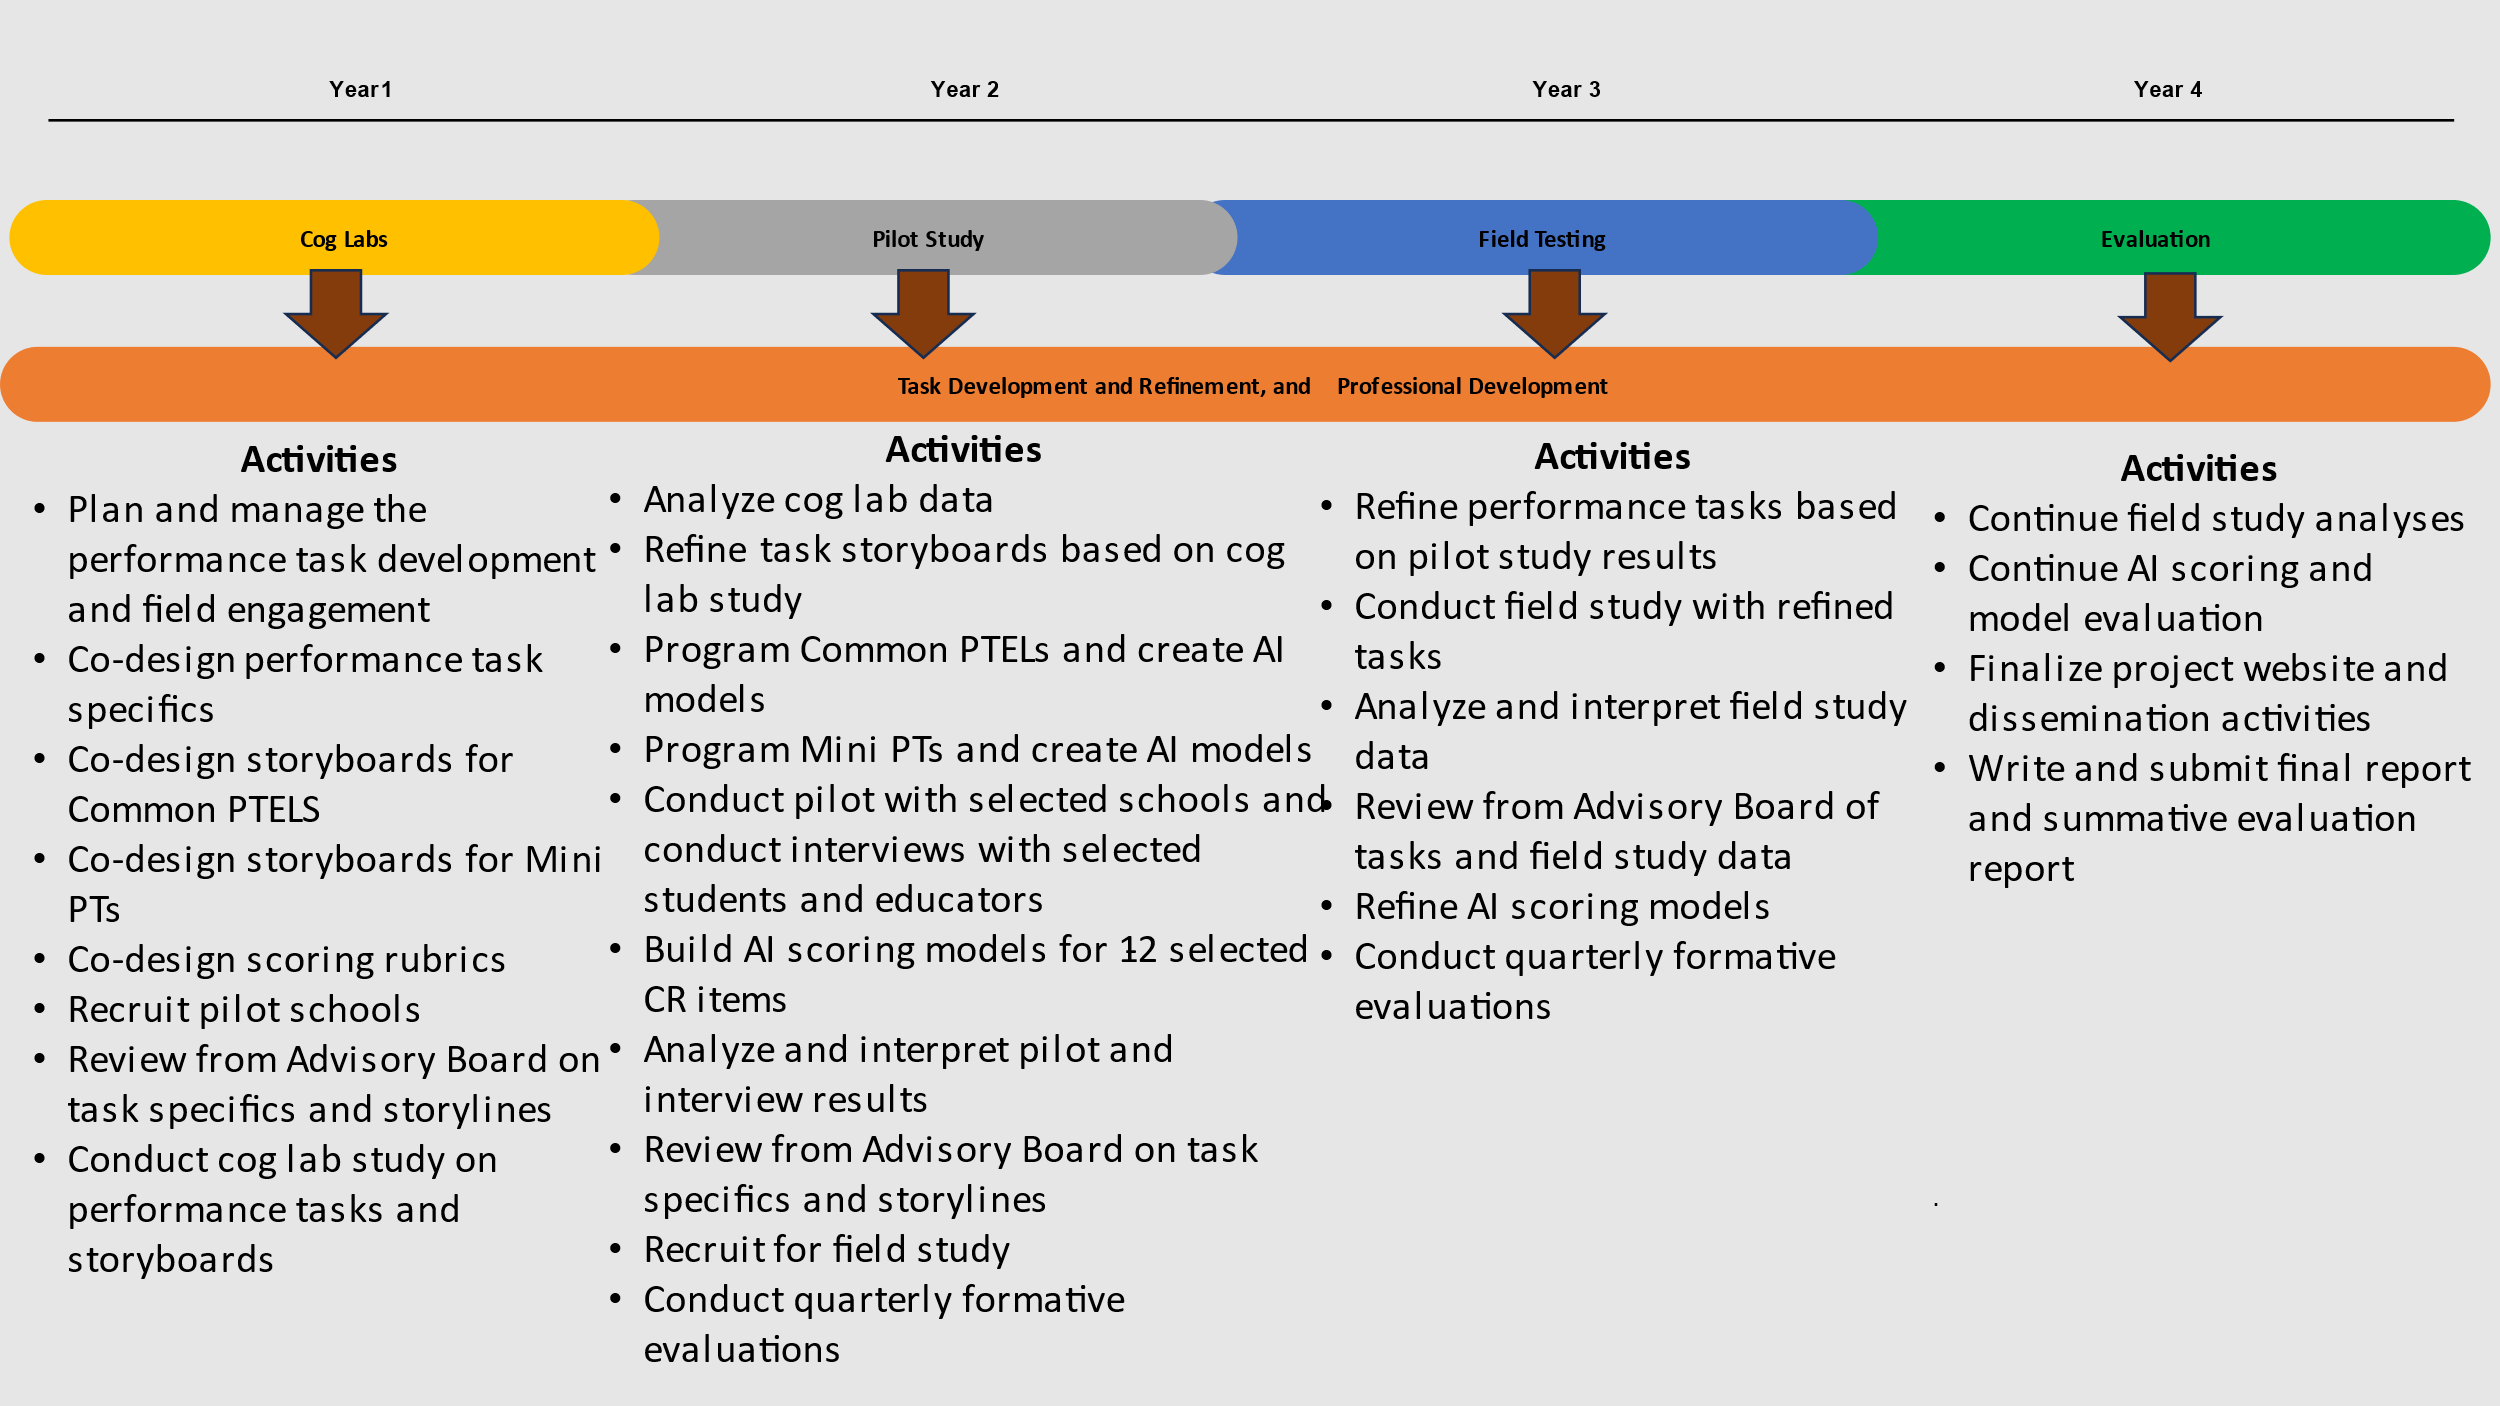 Year1
Year 2
Year 3
Year 4
Cog Labs
Pilot Study
Field Testing
Evaluation
Task Development and Refinement, and Professional Development
Activities
• Plan and manage the
performance task development
and field engagement
• Co-design performance task
specifics
• Co-design storyboards for
Common PTELS
• Co-design storyboards for Mini
PTs
• Co-design scoring rubrics
• Recruit pilot schools
• Review from Advisory Board on
task specifics and storylines
• Conduct cog lab study on
performance tasks and
storyboards
Activities
• Analyze cog lab data
• Refine task storyboards based on cog
lab study
• Program Common PTELs and create AI
models
• Program Mini PTs and create AI models
• Conduct pilot with selected schools and
conduct interviews with selected
students and educators
• Build AI scoring models for 12 selected
CR items
• Analyze and interpret pilot and
interview results
• Review from Advisory Board on task
specifics and storylines
• Recruit for field study
• Conduct quarterly formative
evaluations
Activities
• Refine performance tasks based
on pilot study results
• Conduct field study with refined
tasks
• Analyze and interpret field study
data
• Review from Advisory Board of
tasks and field study data
• Refine AI scoring models
• Conduct quarterly formative
evaluations
Activities
• Continue field study analyses
• Continue AI scoring and
model evaluation
• Finalize project website and
dissemination activities
• Write and submit final report
and summative evaluation
report
.